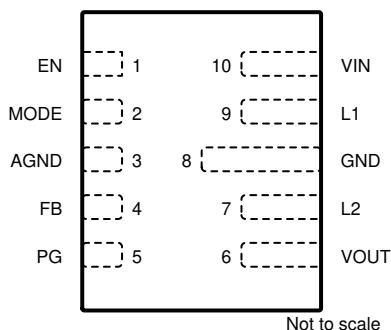 EN 1 10 VIN
MODE 2 9 L1
AGND 3 8 GND
FB 4 7 L2
PG 5 6 VOUT
Not to scale